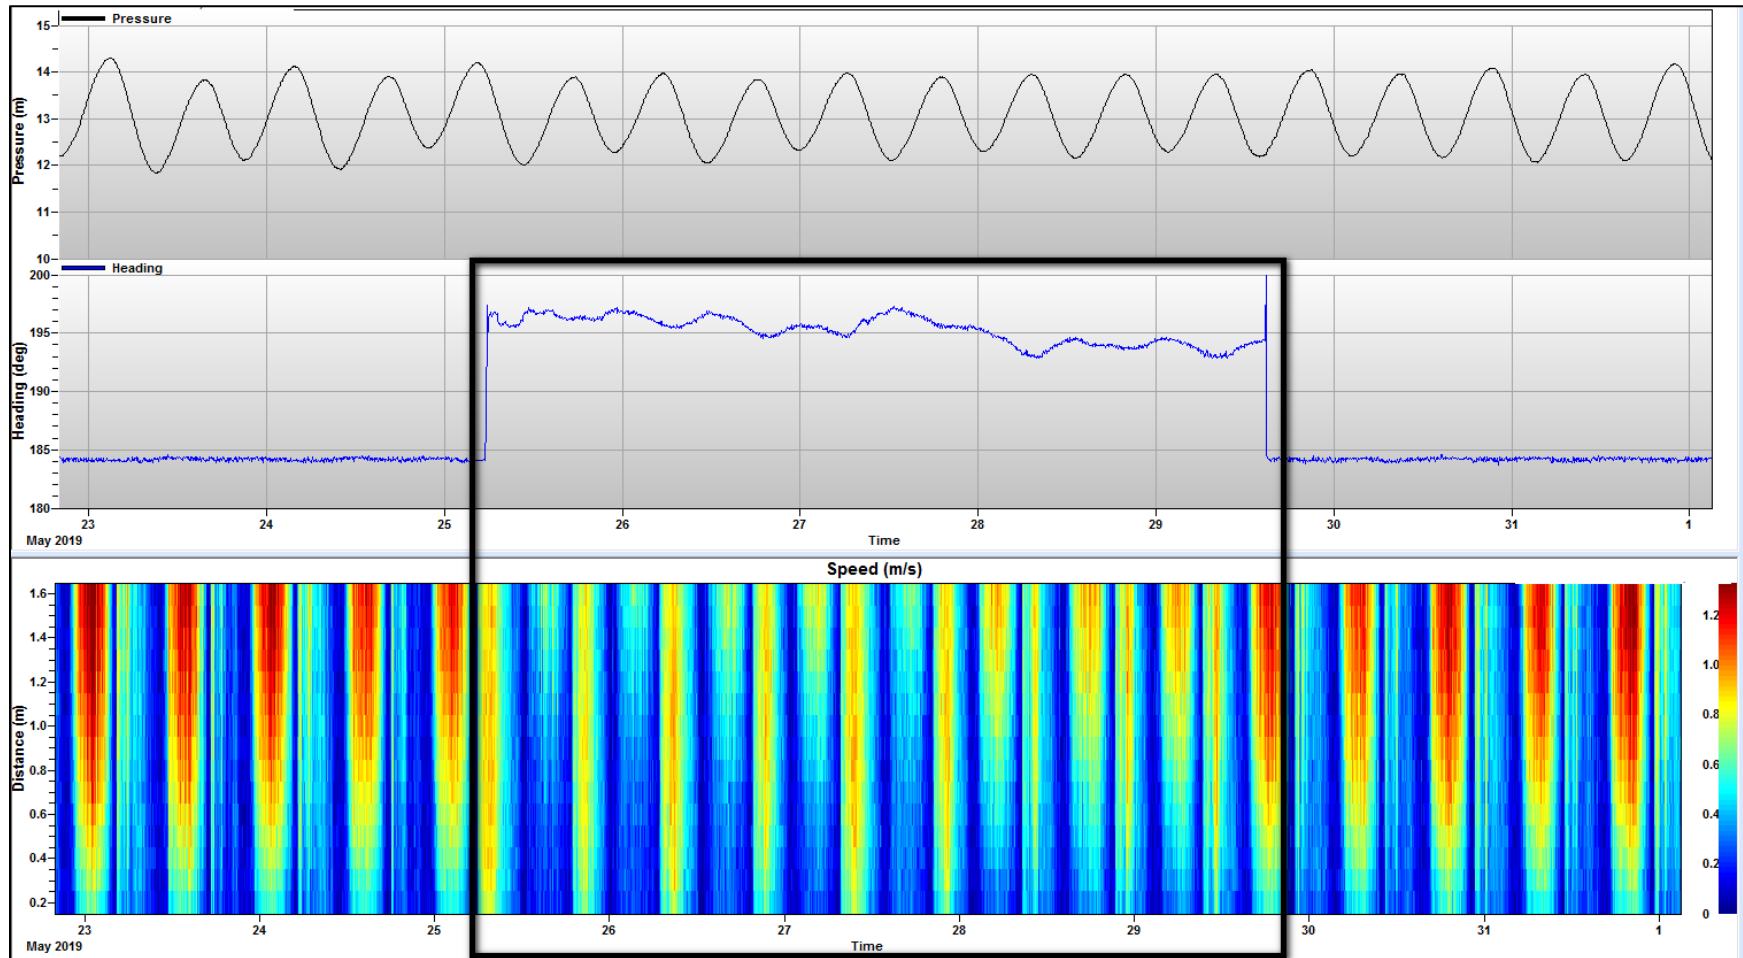 Pressure
15
14
13
12
11
10
Pressure (m)
Heading
200
195
190
185
180
Heading (deg)
23 24 25 26 27 28 29 30 31 1
May 2019 Time
Speed (m/s)
1.6
1.4
1.2
1.0
0.8
0.6
0.4
0.2
Distance (m)
1.2
1.0
0.8
0.6
0.4
0.2
0
23 24 25 26 27 28 29 30 31 1
May 2019 Time